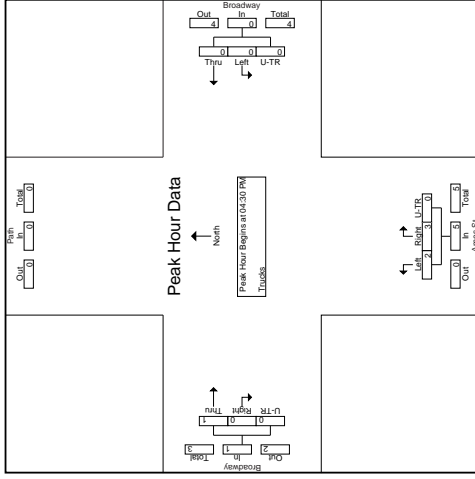 Broadway
Out In Total
4 0 4
0 0 0
Thru Left U-TR
Path
Total In Out
0 0 0
Peak Hour Data
North
Peak Hour Begins at 04:30 PM
Trucks
Left Right U-TR
2 3 0
Out In Total
0 5 5
Thru Right U-TR
1 0 0
Total In Out
3 1 2
Broadway